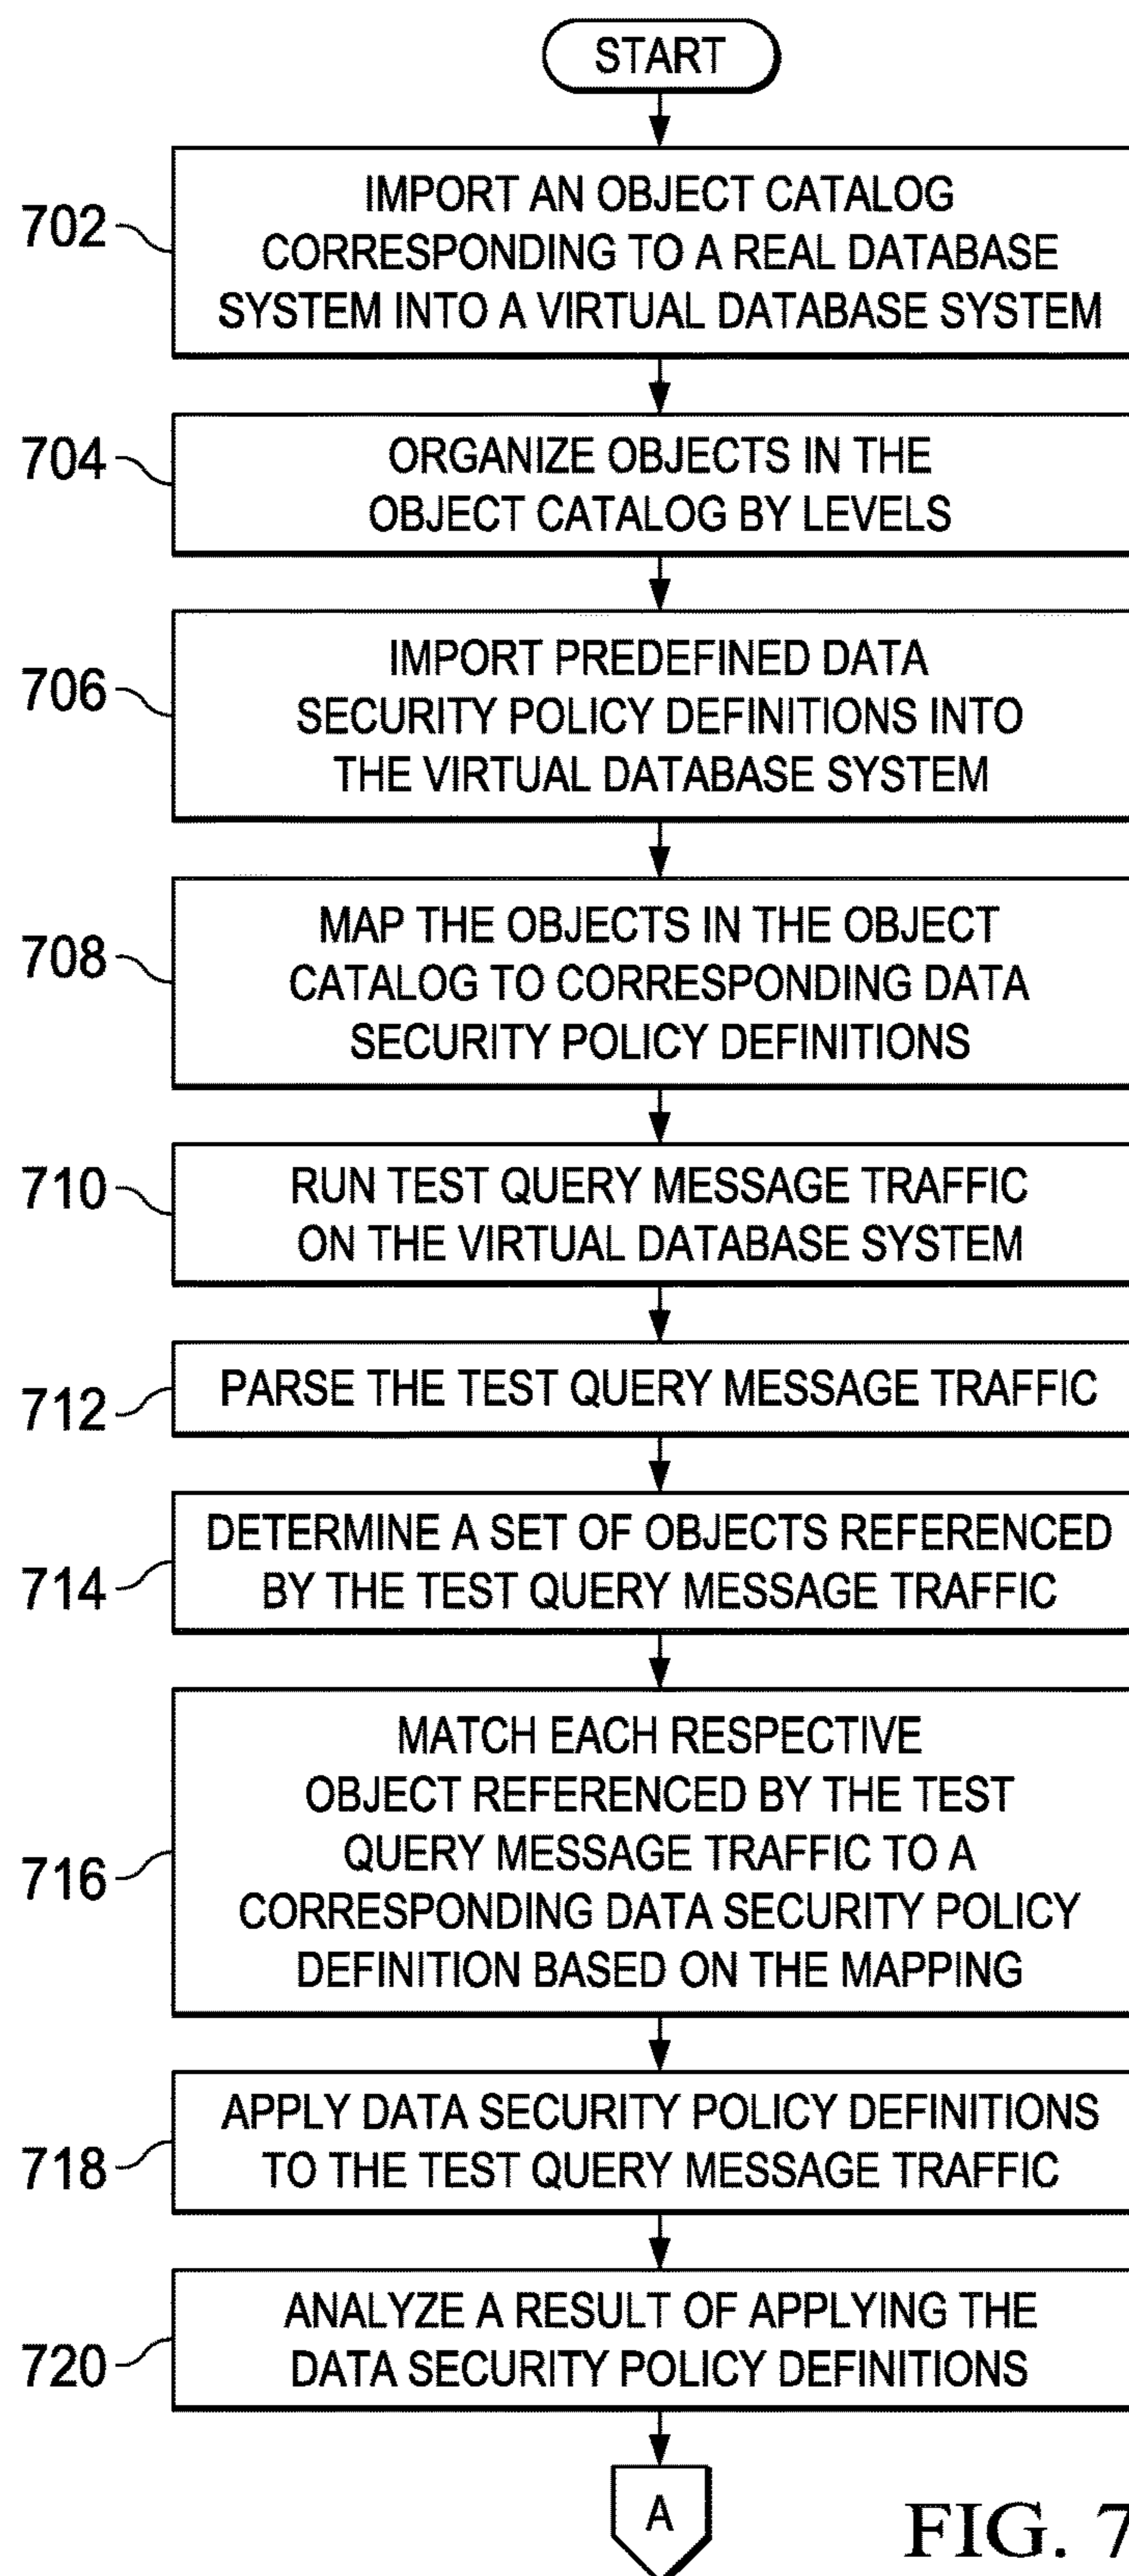 START
702
IMPORT AN OBJECT CATALOG
CORRESPONDING TO A REAL DATABASE
SYSTEM INTO A VIRTUAL DATABASE SYSTEM
704
ORGANIZE OBJECTS IN THE
OBJECT CATALOG BY LEVELS
706
IMPORT PREDEFINED DATA
SECURITY POLICY DEFINITIONS INTO
THE VIRTUAL DATABASE SYSTEM
708
MAP THE OBJECTS IN THE OBJECT
CATALOG TO CORRESPONDING DATA
SECURITY POLICY DEFINITIONS
710
RUN TEST QUERY MESSAGE TRAFFIC
ON THE VIRTUAL DATABASE SYSTEM
712
PARSE THE TEST QUERY MESSAGE TRAFFIC
714
DETERMINE A SET OF OBJECTS REFERENCED
BY THE TEST QUERY MESSAGE TRAFFIC
716
MATCH EACH RESPECTIVE
OBJECT REFERENCED BY THE TEST
QUERY MESSAGE TRAFFIC TO A
CORRESPONDING DATA SECURITY POLICY
DEFINITION BASED ON THE MAPPING
718
APPLY DATA SECURITY POLICY DEFINITIONS
TO THE TEST QUERY MESSAGE TRAFFIC
720
ANALYZE A RESULT OF APPLYING THE
DATA SECURITY POLICY DEFINITIONS
A
FIG. 7